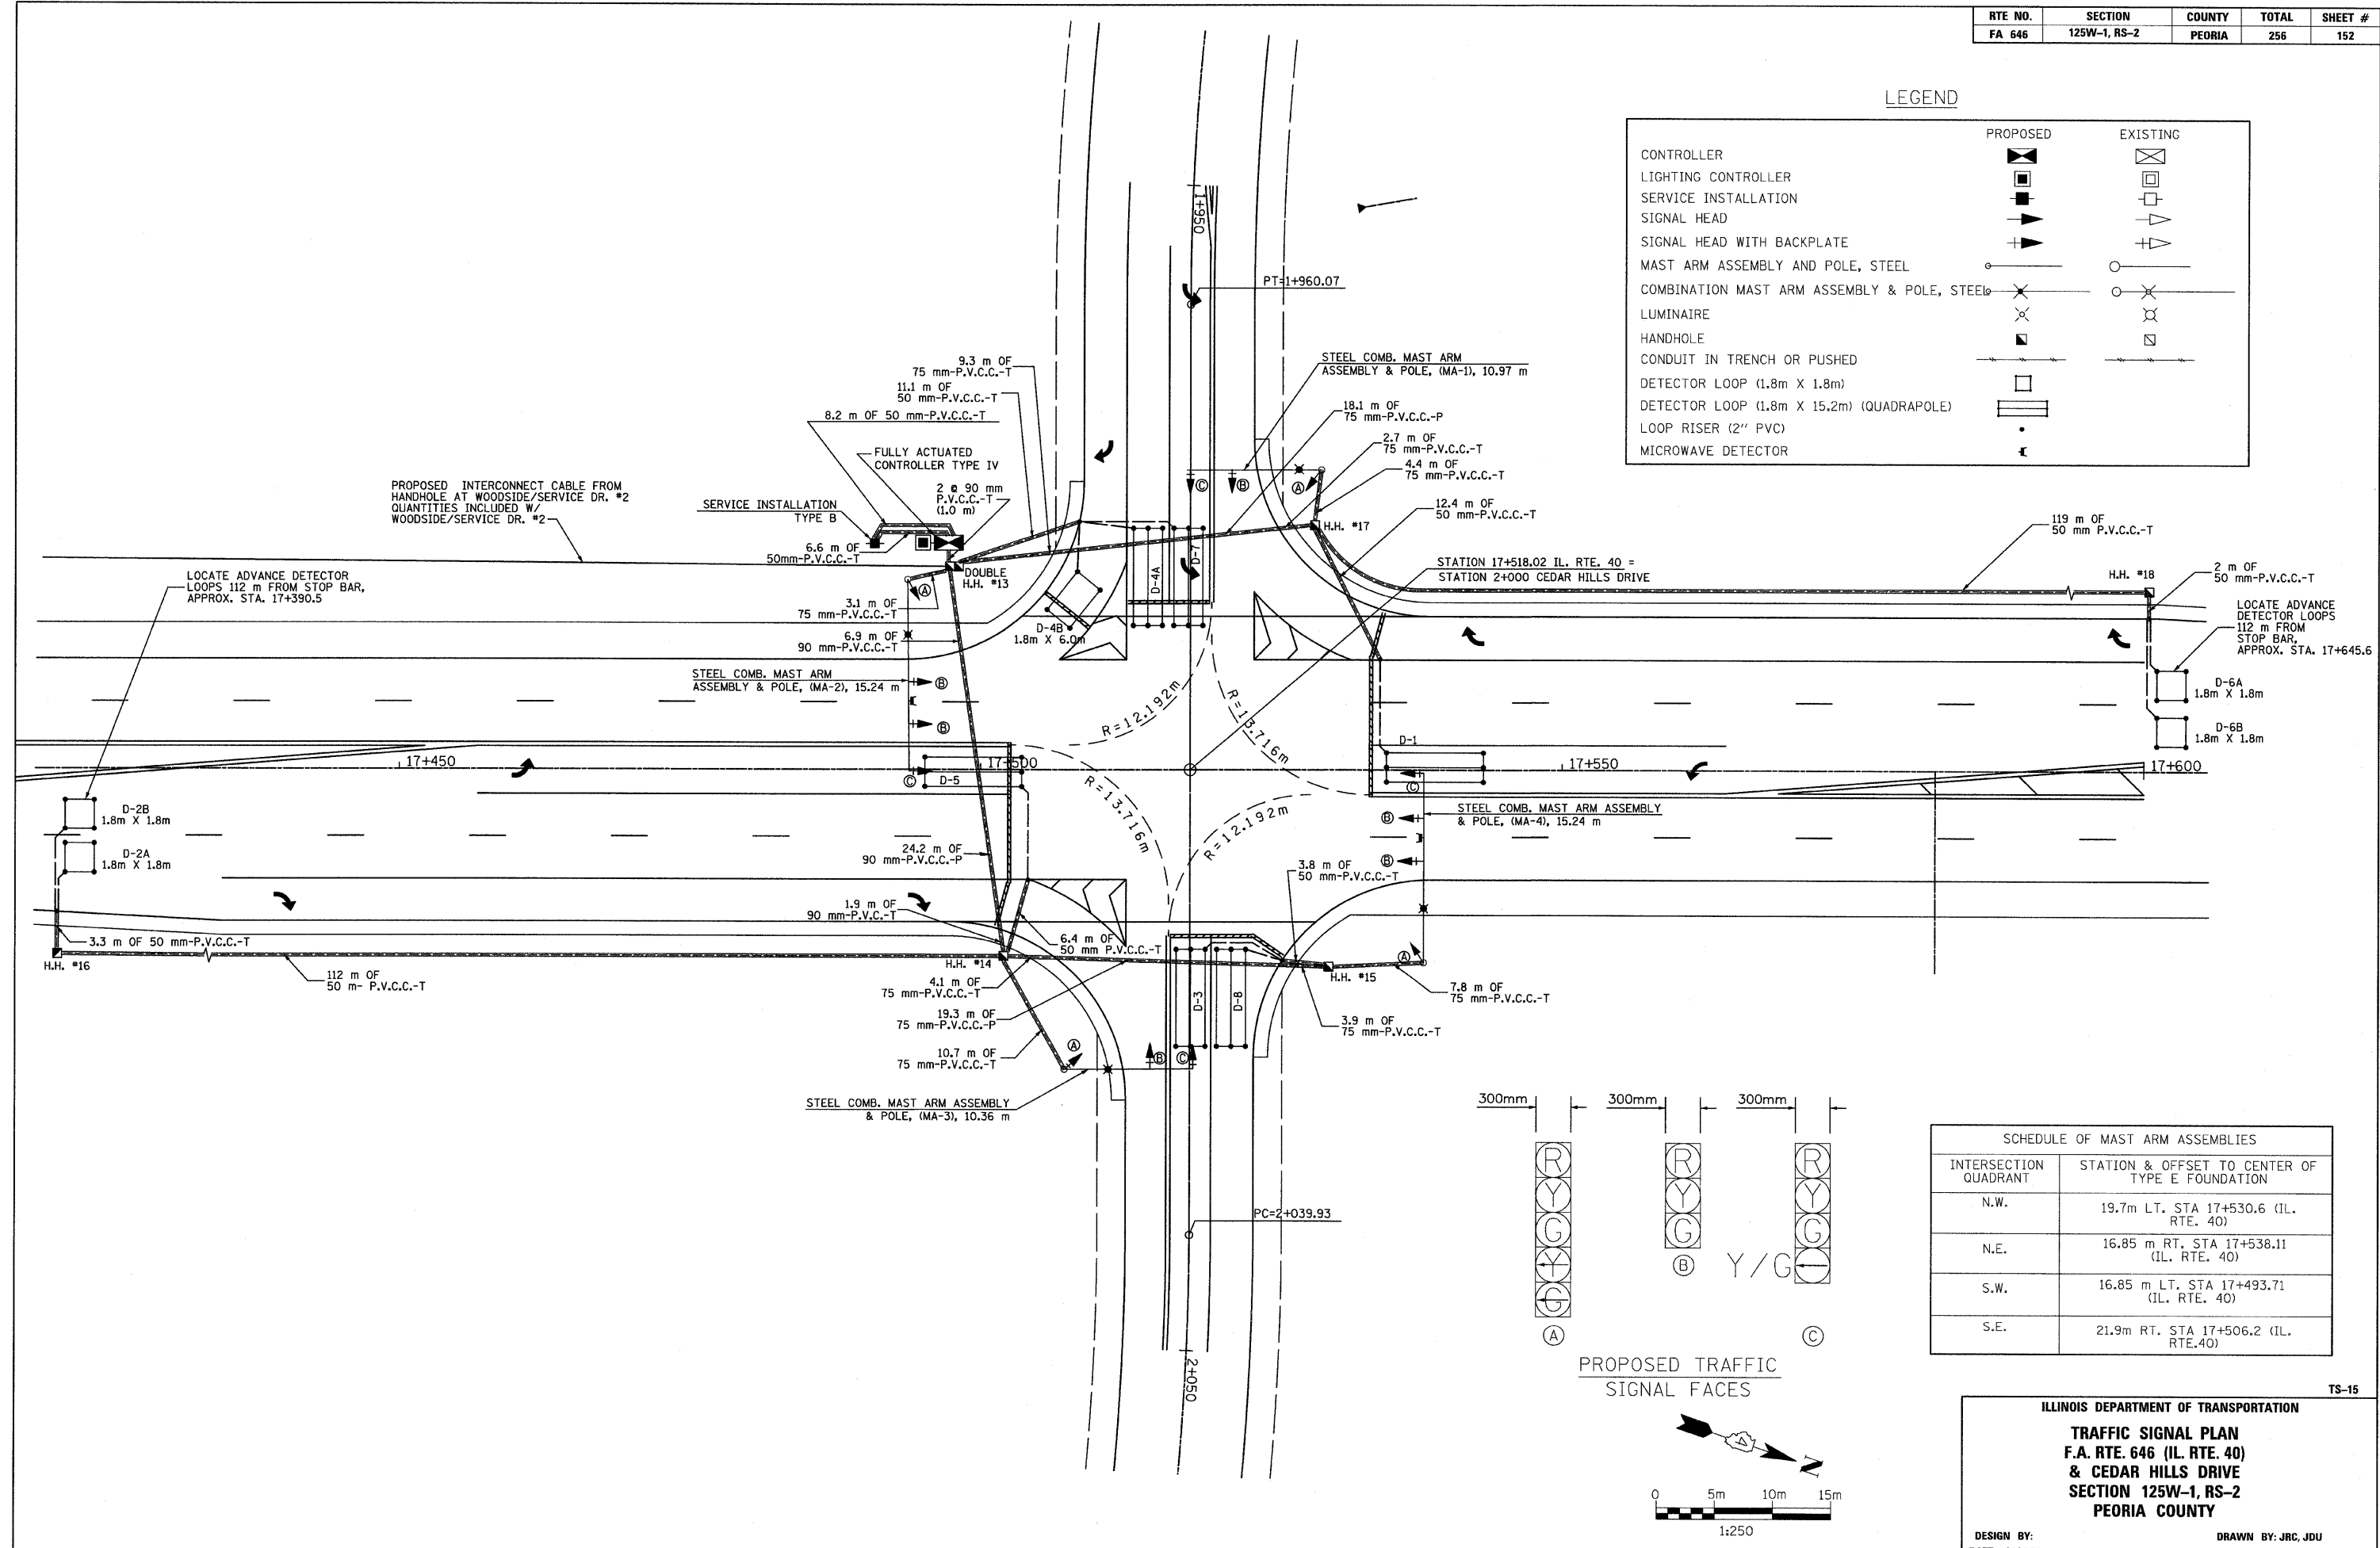 RTE NO. SECTION COUNTY TOTAL SHEET #
FA 646 125W-1, RS-2 PEORIA 256 152
LEGEND
PROPOSED EXISTING
CONTROLLER
LIGHTING CONTROLLER
SERVICE INSTALLATION
SIGNAL HEAD
SIGNAL HEAD WITH BACKPLATE
MAST ARM ASSEMBLY AND POLE, STEEL
COMBINATION MAST ARM ASSEMBLY & POLE, STEEL
LUMINAIRE
HANDHOLE
CONDUIT IN TRENCH OR PUSHED
DETECTOR LOOP (1.8m X 1.8m)
DETECTOR LOOP (1.8m X 15.2m) (QUADRAPOLE)
LOOP RISER (2" PVC)
MICROWAVE DETECTOR
1+950
PT=1+960.07
9.3 m OF
75 mm-P.V.C.C.-T
11.1 m OF
50 mm-P.V.C.C.-T
8.2 m OF 50 mm-P.V.C.C.-T
FULLY ACTUATED
CONTROLLER TYPE IV
2 @ 90 mm
P.V.C.C.-T
(1.0 m)
SERVICE INSTALLATION
TYPE B
PROPOSED INTERCONNECT CABLE FROM
HANDHOLE AT WOODSIDE/SERVICE DR. #2
QUANTITIES INCLUDED W/
WOODSIDE/SERVICE DR. #2
6.6 m OF
50mm-P.V.C.C.-T
STEEL COMB. MAST ARM
ASSEMBLY & POLE, (MA-1), 10.97 m
18.1 m OF
75 mm-P.V.C.C.-P
2.7 m OF
75 mm-P.V.C.C.-T
4.4 m OF
75 mm-P.V.C.C.-T
12.4 m OF
50 mm-P.V.C.C.-T
C
B
A
H.H. #17
D-7
D-4A
119 m OF
50 mm P.V.C.C.-T
STATION 17+518.02 IL. RTE. 40 =
STATION 2+000 CEDAR HILLS DRIVE
H.H. #18
2 m OF
50 mm-P.V.C.C.-T
LOCATE ADVANCE
DETECTOR LOOPS
112 m FROM
STOP BAR,
APPROX. STA. 17+645.6
LOCATE ADVANCE DETECTOR
LOOPS 112 m FROM STOP BAR,
APPROX. STA. 17+390.5
DOUBLE
H.H. #13
A
3.1 m OF
75 mm-P.V.C.C.-T
D-4B
1.8m X 6.0m
6.9 m OF
90 mm-P.V.C.C.-T
STEEL COMB. MAST ARM
ASSEMBLY & POLE, (MA-2), 15.24 m
B
B
C
R=12.192m
R=13.716m
D-6A
1.8m X 1.8m
D-6B
1.8m X 1.8m
D-1
17+450
17+500
17+550
17+600
D-5
C
R=13.716m
R=12.192m
STEEL COMB. MAST ARM ASSEMBLY
& POLE, (MA-4), 15.24 m
B
B
D-2B
1.8m X 1.8m
D-2A
1.8m X 1.8m
24.2 m OF
90 mm-P.V.C.C.-P
3.8 m OF
50 mm-P.V.C.C.-T
1.9 m OF
90 mm-P.V.C.-T
3.3 m OF 50 mm-P.V.C.C.-T
H.H. #16
112 m OF
50 m- P.V.C.C.-T
H.H. #14
6.4 m OF
50 mm P.V.C.C.-T
4.1 m OF
75 mm-P.V.C.C.-T
19.3 m OF
75 mm-P.V.C.C.-P
10.7 m OF
75 mm-P.V.C.C.-T
D-3
D-8
H.H. #15
A
7.8 m OF
75 mm-P.V.C.C.-T
3.9 m OF
75 mm-P.V.C.C.-T
A
B
C
STEEL COMB. MAST ARM ASSEMBLY
& POLE, (MA-3), 10.36 m
PC=2+039.93
2+050
300mm 300mm 300mm
R R R
Y Y Y
G G G
Y B Y/G
G
A C
PROPOSED TRAFFIC
SIGNAL FACES
N
0 5m 10m 15m
1:250
SCHEDULE OF MAST ARM ASSEMBLIES
INTERSECTION QUADRANT
STATION & OFFSET TO CENTER OF TYPE E FOUNDATION
N.W. 19.7m LT. STA 17+530.6 (IL. RTE. 40)
N.E. 16.85 m RT. STA 17+538.11 (IL. RTE. 40)
S.W. 16.85 m LT. STA 17+493.71 (IL. RTE. 40)
S.E. 21.9m RT. STA 17+506.2 (IL. RTE.40)
TS-15
ILLINOIS DEPARTMENT OF TRANSPORTATION
TRAFFIC SIGNAL PLAN
F.A. RTE. 646 (IL. RTE. 40)
& CEDAR HILLS DRIVE
SECTION 125W-1, RS-2
PEORIA COUNTY
DESIGN BY: DRAWN BY: JRC, JDU